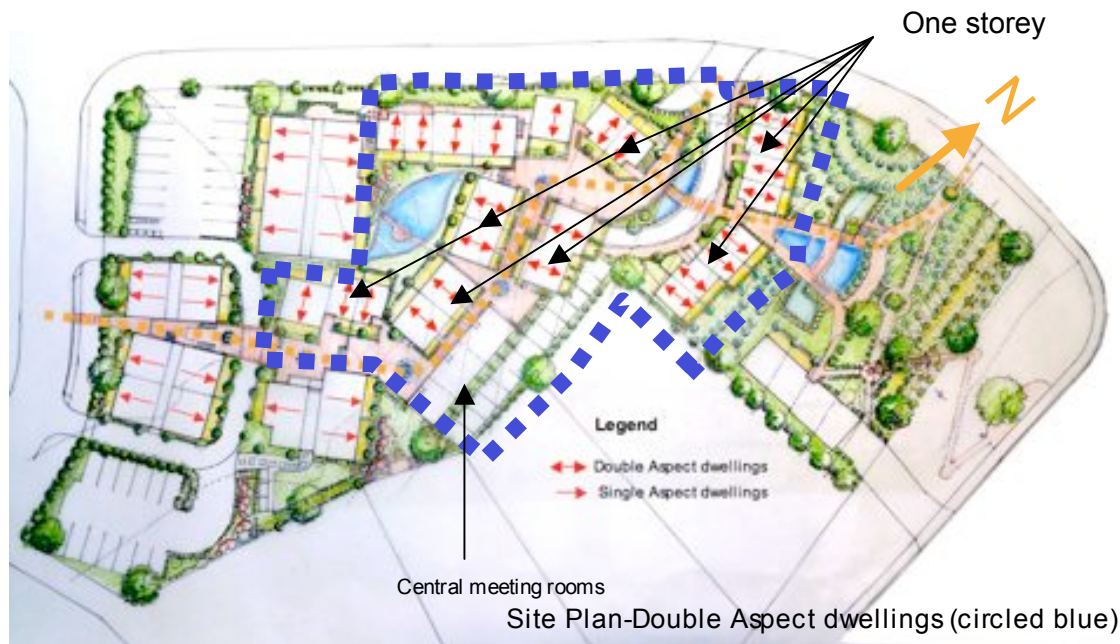 One storey
N
Legend
Double Aspect dwellings
Single Aspect dwellings
Central meeting rooms
Site Plan-Double Aspect dwellings (circled blue)